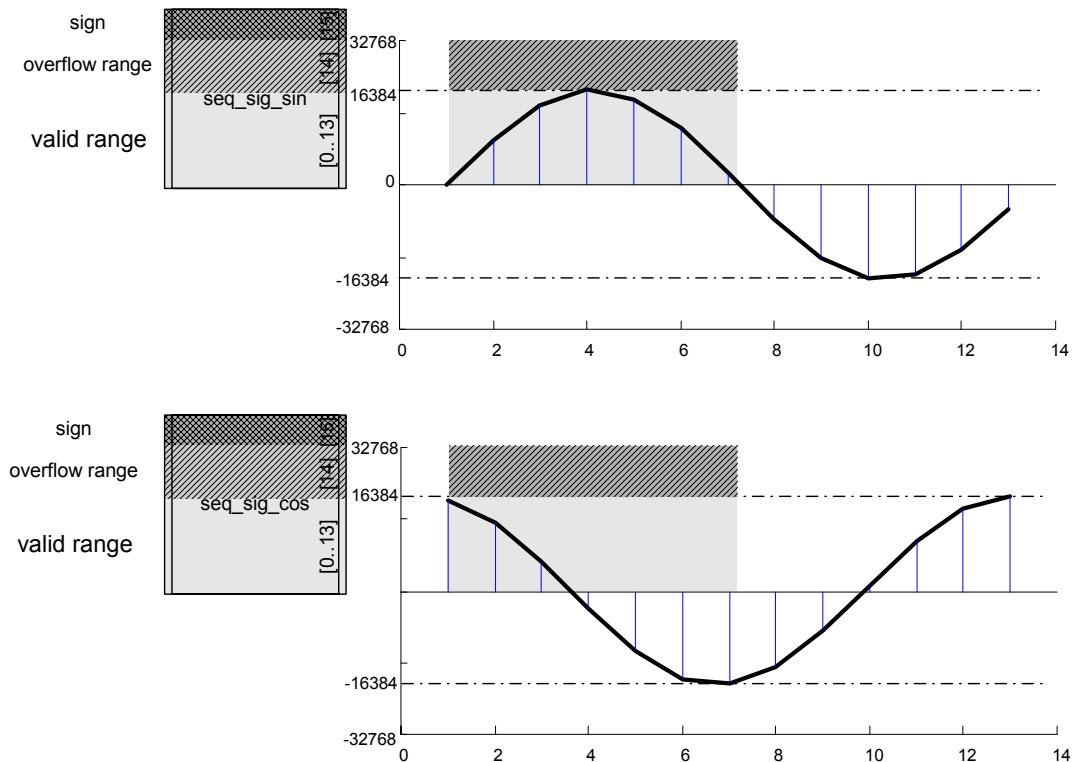 sign
overflow range
valid range
seq_sig_sin
[0..13]
[14]
[15]
32768
16384
0
-16384
-32768
0 2 4 6 8 10 12 14
sign
overflow range
valid range
seq_sig_cos
[0..13]
[14]
[15]
32768
16384
-16384
-32768
0 2 4 6 8 10 12 14